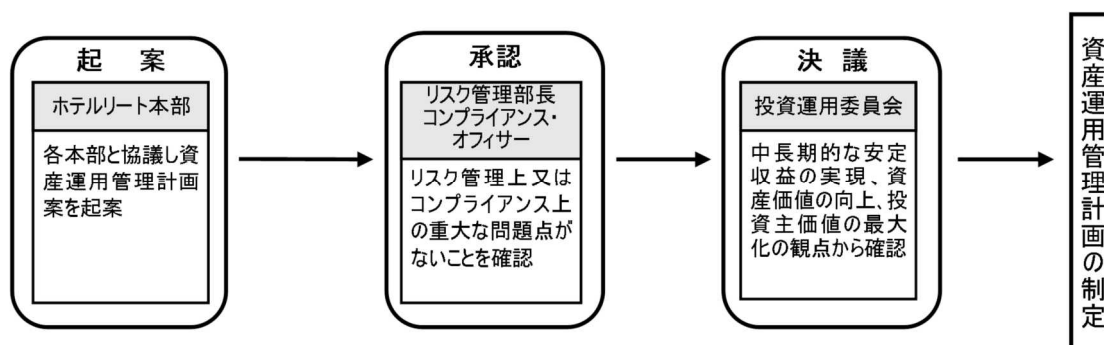 起 案
ホテルリート本部
各本部と協議し資
産運用管理計画
案を起案
承認
リスク管理部長
コンプライアンス・
オフィサー
リスク管理上又は
コンプライアンス上
の重大な問題点が
ないことを確認
決 議
投資運用委員会
中長期的な安定
収益の実現、資
産価値の向上、投
資主価値の最大
化の観点から確認
資産運用管理計画の制定